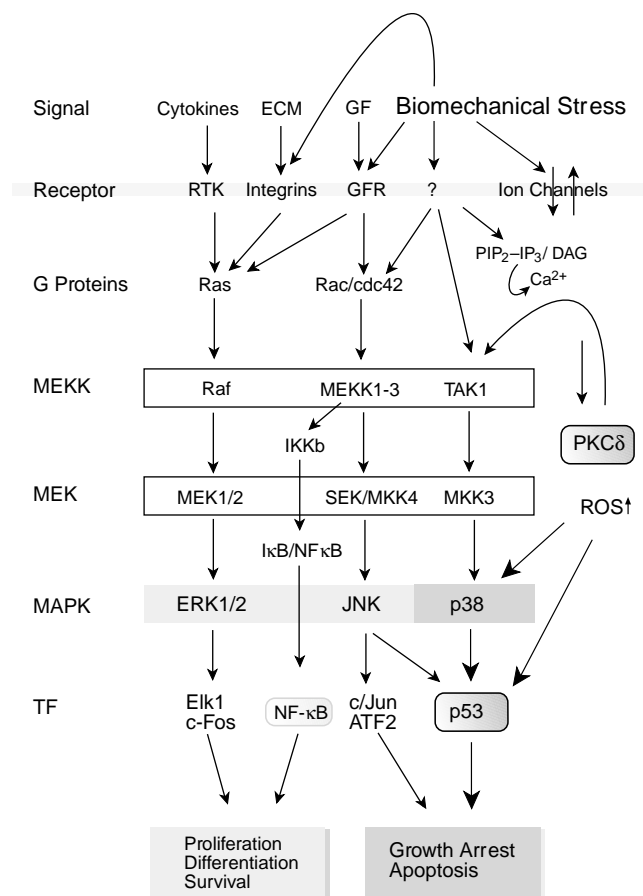 Signal Cytokines ECM GF Biomechanical Stress
Receptor RTK Integrins GFR ? Ion Channels
PIP₂–IP₃/ DAG
Ca²⁺
G Proteins Ras Rac/cdc42
MEKK Raf MEKK1-3 TAK1
IKKb PKCδ
MEK MEK1/2 SEK/MKK4 MKK3 ROS↑
IκB/NFκB
MAPK ERK1/2 JNK p38
TF Elk1 NF-κB c/Jun p53
c-Fos ATF2
Proliferation
Differentiation
Survival
Growth Arrest
Apoptosis